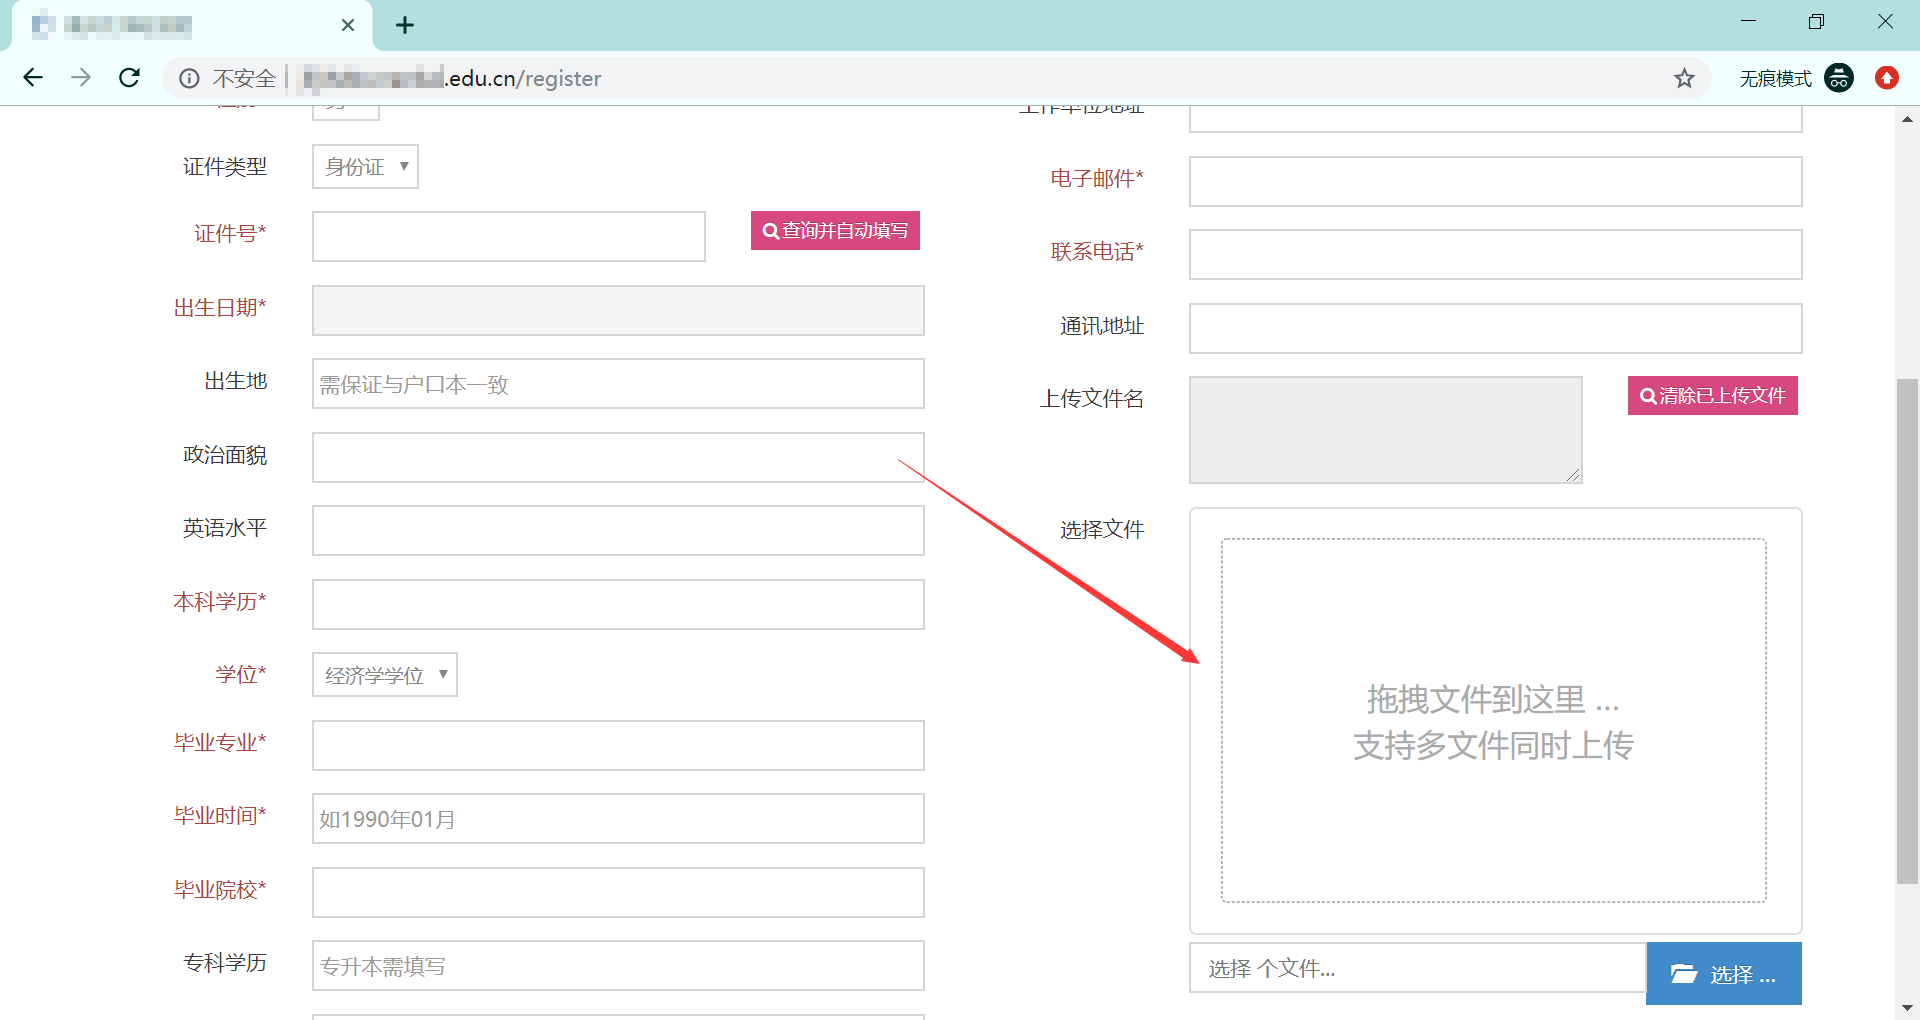 不安全
.edu.cn/register
无痕模式
工作单位地址
证件类型
身份证
证件号*
查询并自动填写
出生日期*
出生地
需保证与户口本一致
政治面貌
英语水平
本科学历*
学位*
经济学学位
毕业专业*
毕业时间*
如1990年01月
毕业院校*
专科学历
专升本需填写
电子邮件*
联系电话*
通讯地址
上传文件名
清除已上传文件
选择文件
拖拽文件到这里 ...
支持多文件同时上传
选择 个文件...
选择 ...